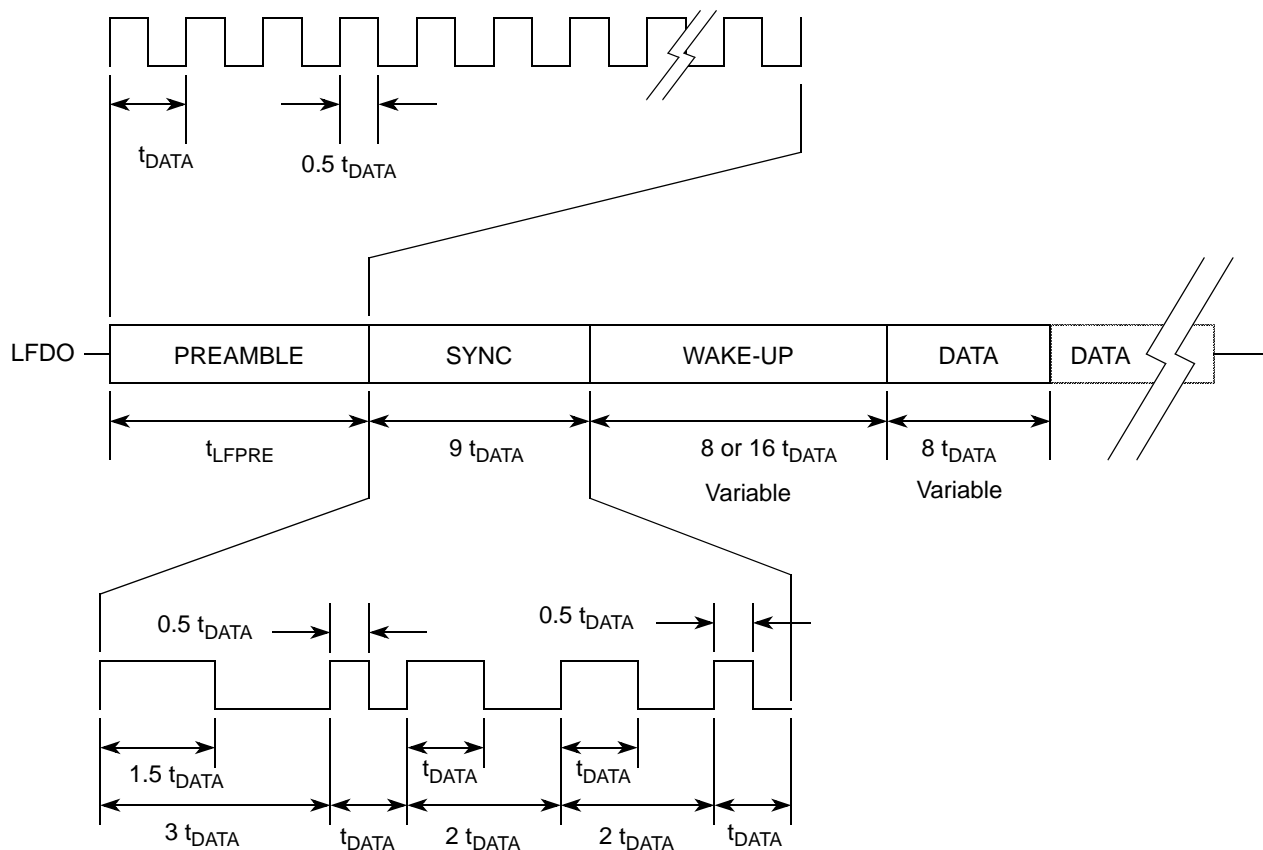 tDATA
0.5 tDATA
LFDO
PREAMBLE
SYNC
WAKE-UP
DATA
DATA
tLFPRE
9 tDATA
8 or 16 tDATA
Variable
8 tDATA
Variable
0.5 tDATA
0.5 tDATA
1.5 tDATA
tDATA
tDATA
3 tDATA
tDATA
2 tDATA
2 tDATA
tDATA